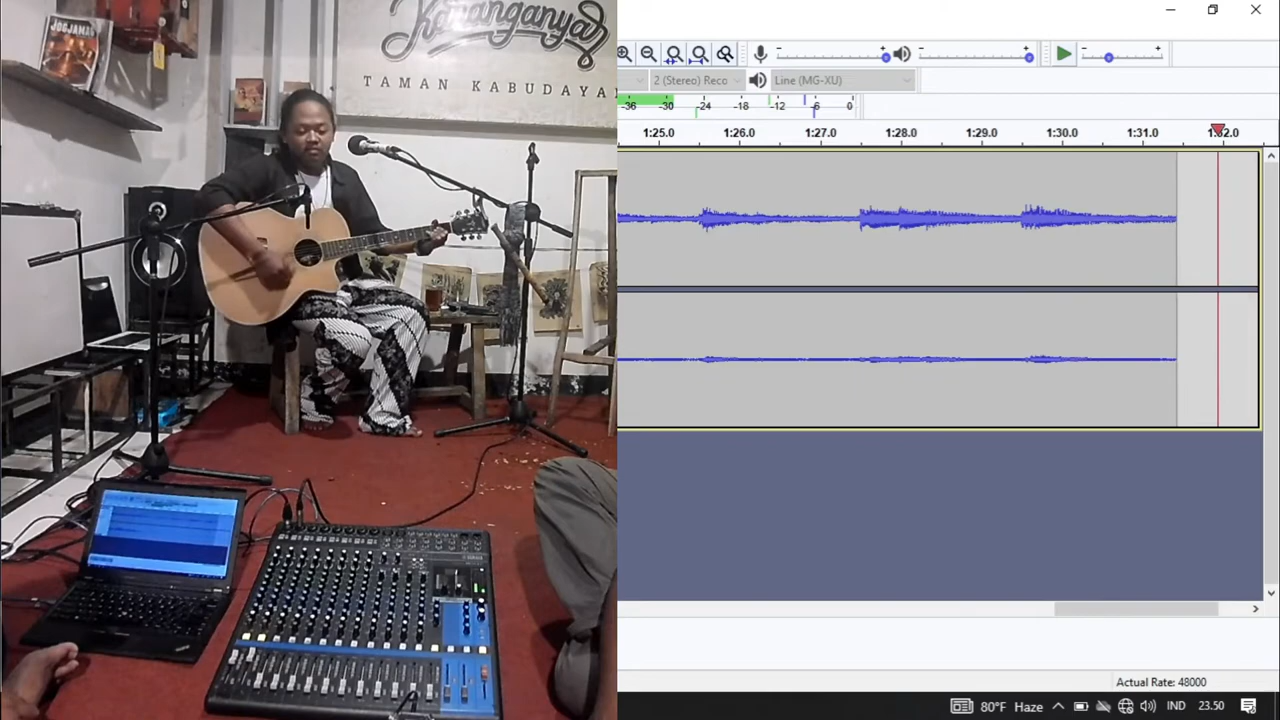 JOGJAMAS
Karanganyar
TAMAN KABUDAYA
2 (Stereo) Reco
Line (MG-XU)
-36 -30 -24 -18 -12 -6 0
1:25.0 1:26.0 1:27.0 1:28.0 1:29.0 1:30.0 1:31.0
Actual Rate: 48000
80°F Haze IND 23.50